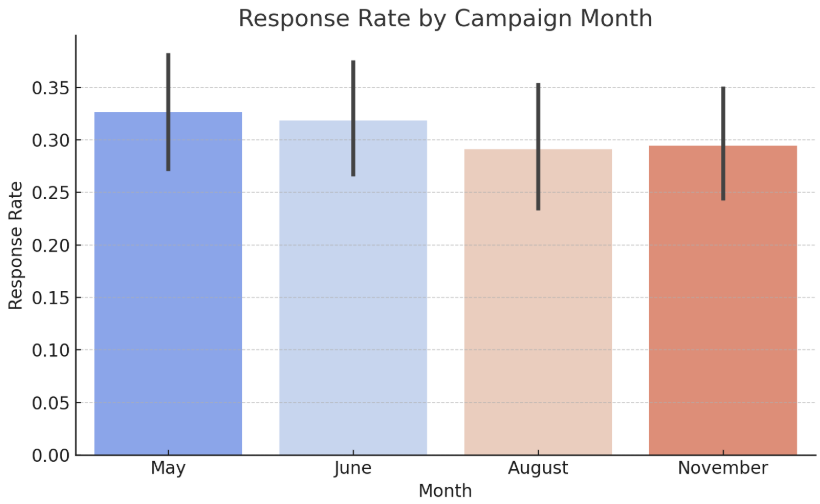 Response Rate by Campaign Month
Response Rate
0.35
0.30
0.25
0.20
0.15
0.10
0.05
0.00
May
June
August
November
Month